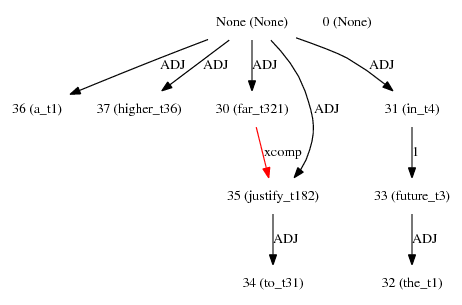 None (None) 0 (None)
ADJ ADJ ADJ ADJ
36 (a_t1) 37 (higher_t36) 30 (far_t321) ADJ 31 (in_t4)
xcomp 1
35 (justify_t182) 33 (future_t3)
ADJ ADJ
34 (to_t31) 32 (the_t1)